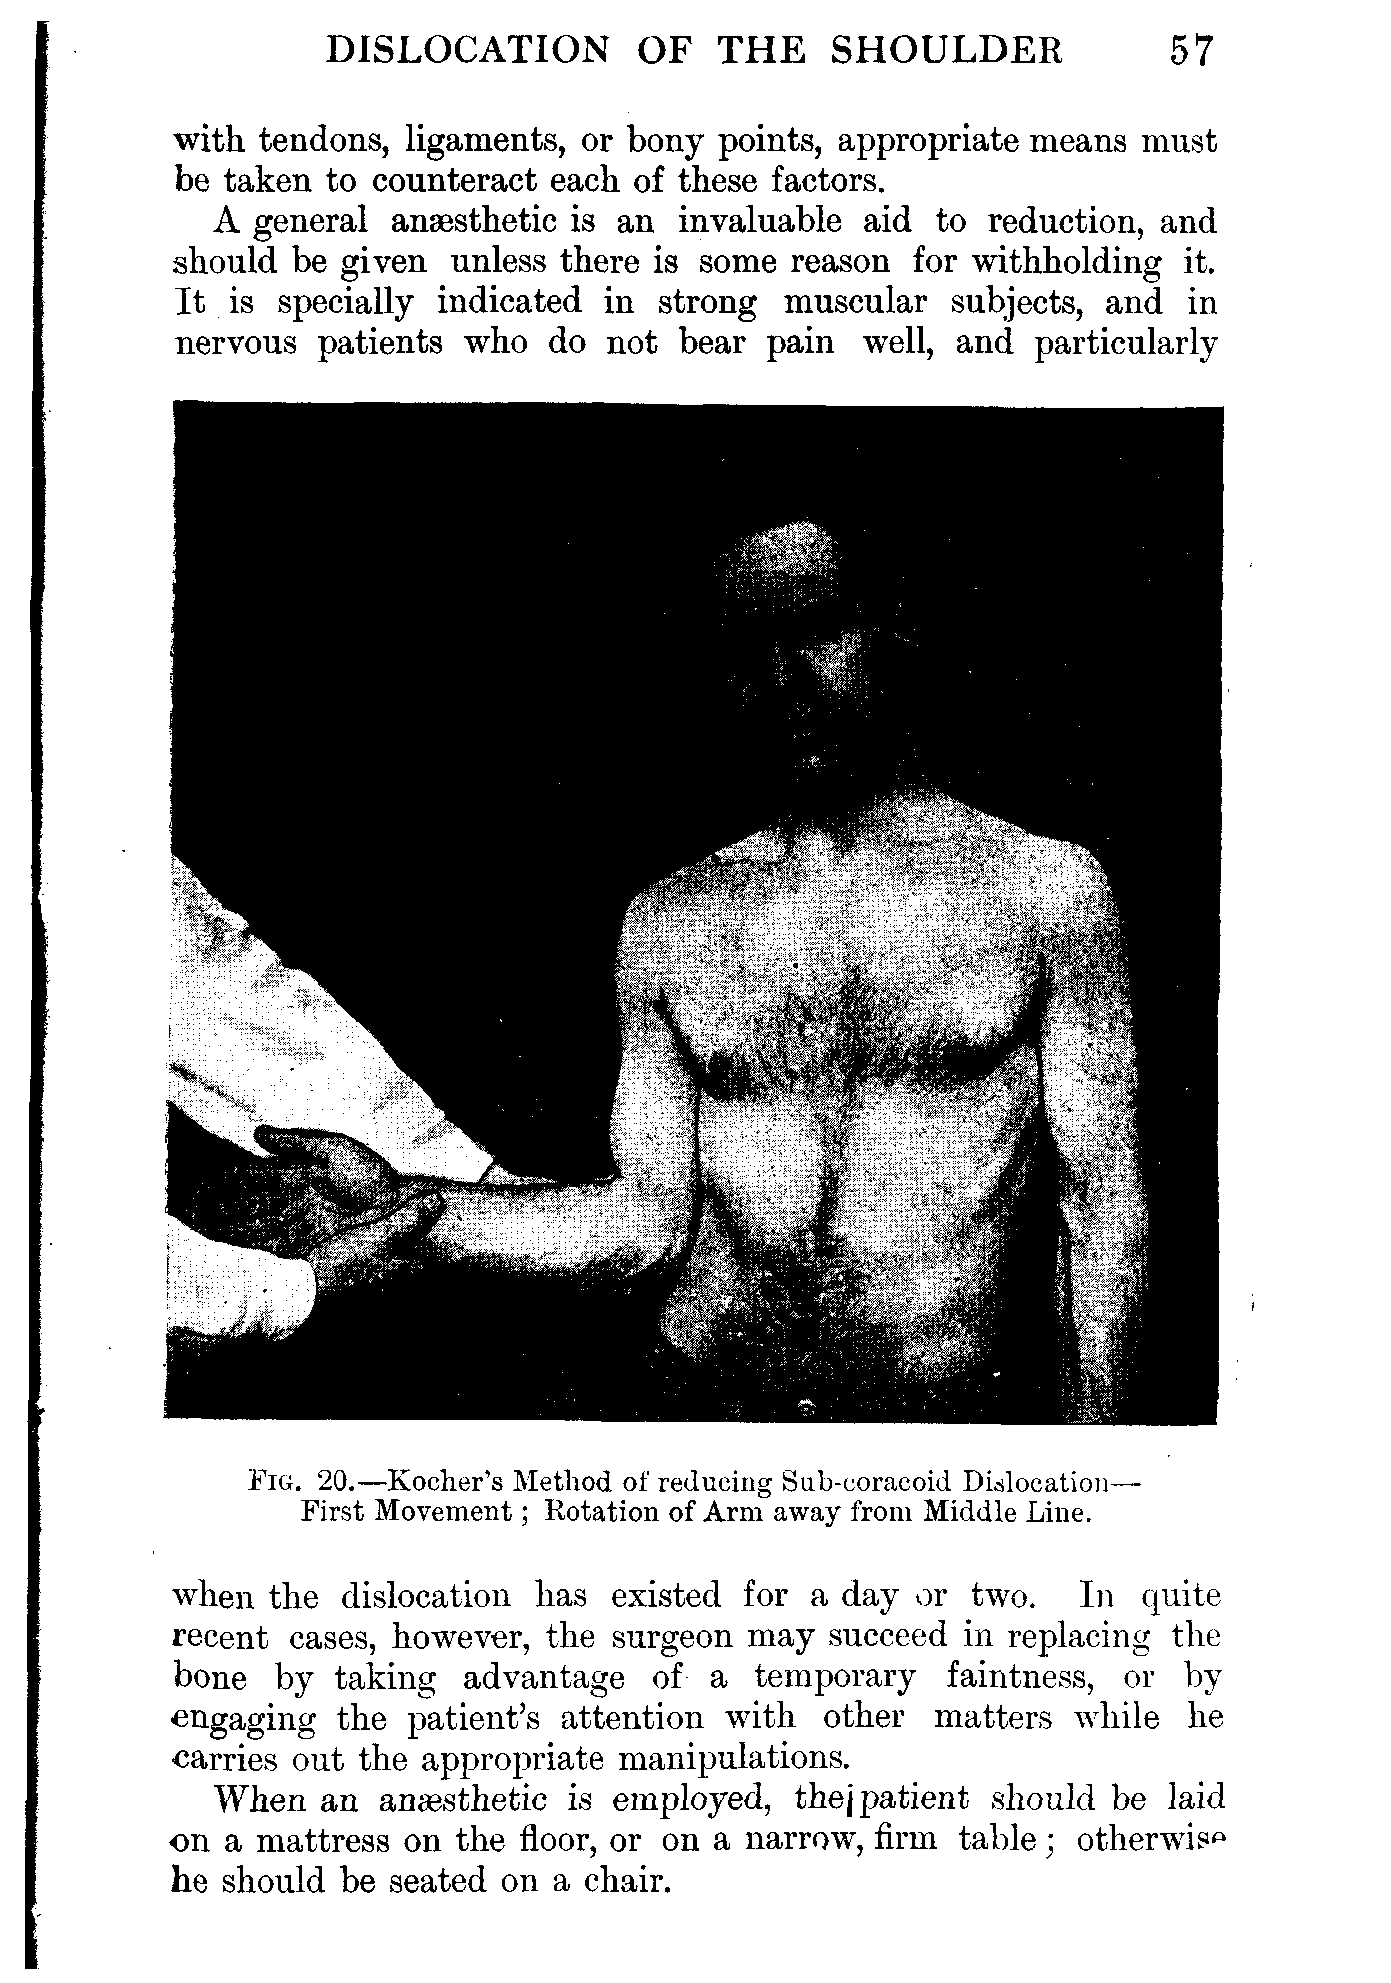 DISLOCATION OF THE SHOULDER 57
with tendons, ligaments, or bony points, appropriate means must
be taken to counteract each of these factors.
A general anæsthetic is an invaluable aid to reduction, and
should be given unless there is some reason for withholding it.
It is specially indicated in strong muscular subjects, and in
nervous patients who do not bear pain well, and particularly
FIG. 20.—Kocher's Method of reducing Sub-coracoid Dislocation—
First Movement; Rotation of Arm away from Middle Line.
when the dislocation has existed for a day or two. In quite
recent cases, however, the surgeon may succeed in replacing the
bone by taking advantage of a temporary faintness, or by
engaging the patient's attention with other matters while he
carries out the appropriate manipulations.
When an anæsthetic is employed, the patient should be laid
on a mattress on the floor, or on a narrow, firm table; otherwise
he should be seated on a chair.